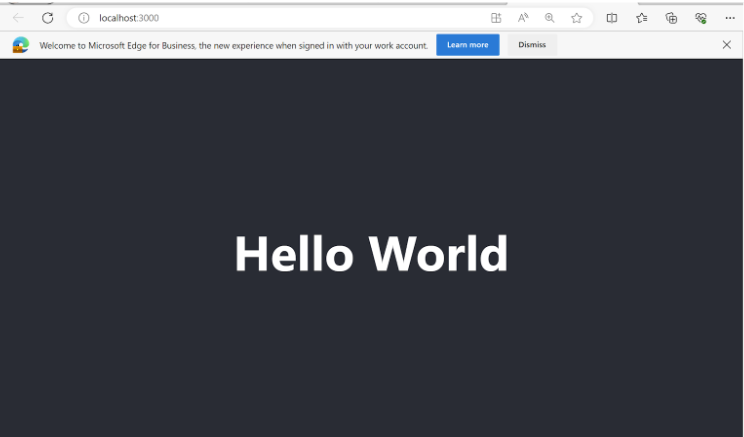 localhost:3000
Welcome to Microsoft Edge for Business, the new experience when signed in with your work account. Learn more Dismiss
Hello World